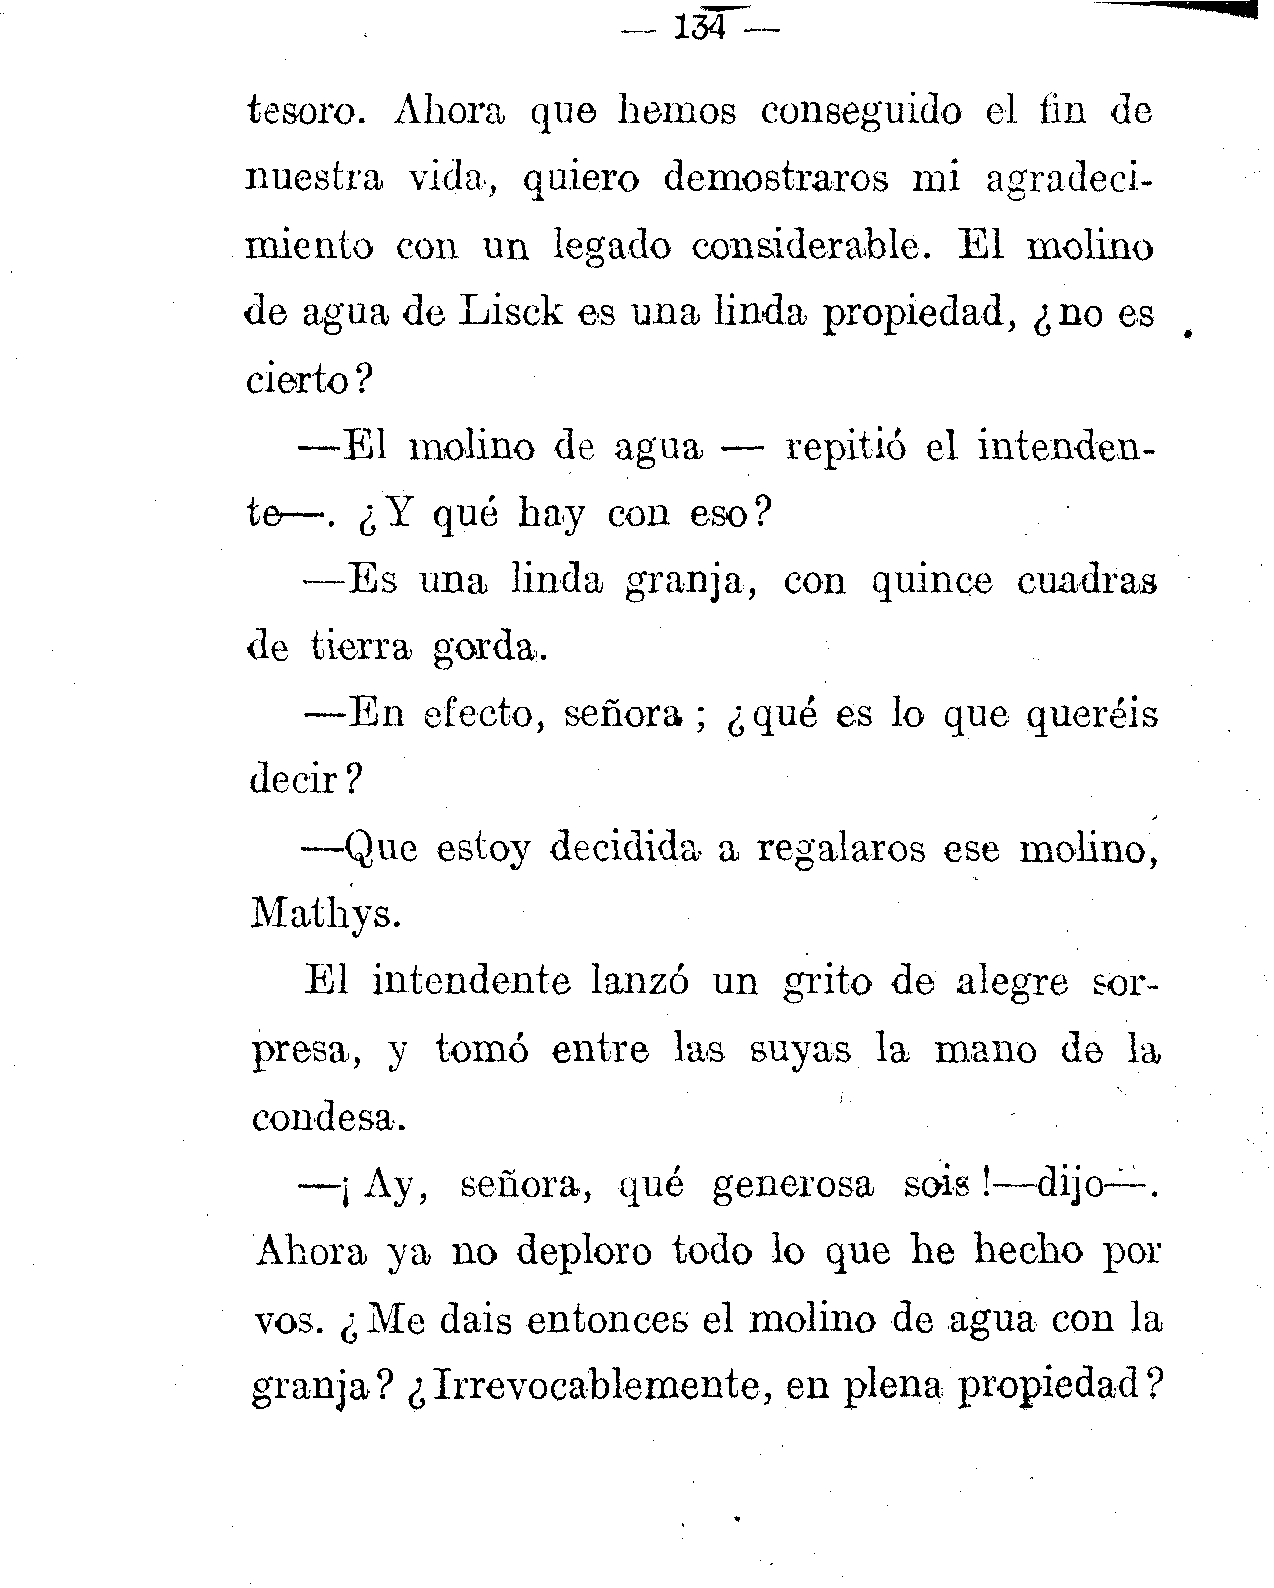 — 134 —
tesoro. Ahora que hemos conseguido el fin de
nuestra vida, quiero demostraros mi agradeci-
miento con un legado considerable. El molino
de agua de Lisck es una linda propiedad, ¿no es
cierto?
—El molino de agua — repitió el intenden-
te—. ¿Y qué hay con eso?
—Es una linda granja, con quince cuadras
de tierra gorda.
—En efecto, señora; ¿qué es lo que queréis
decir?
—Que estoy decidida a regalaros ese molino,
Mathys.
El intendente lanzó un grito de alegre sor-
presa, y tomó entre las suyas la mano de la
condesa.
—¡Ay, señora, qué generosa sois!—dijo—.
Ahora ya no deploro todo lo que he hecho por
vos. ¿Me dais entonces el molino de agua con la
granja? ¿Irrevocablemente, en plena propiedad?